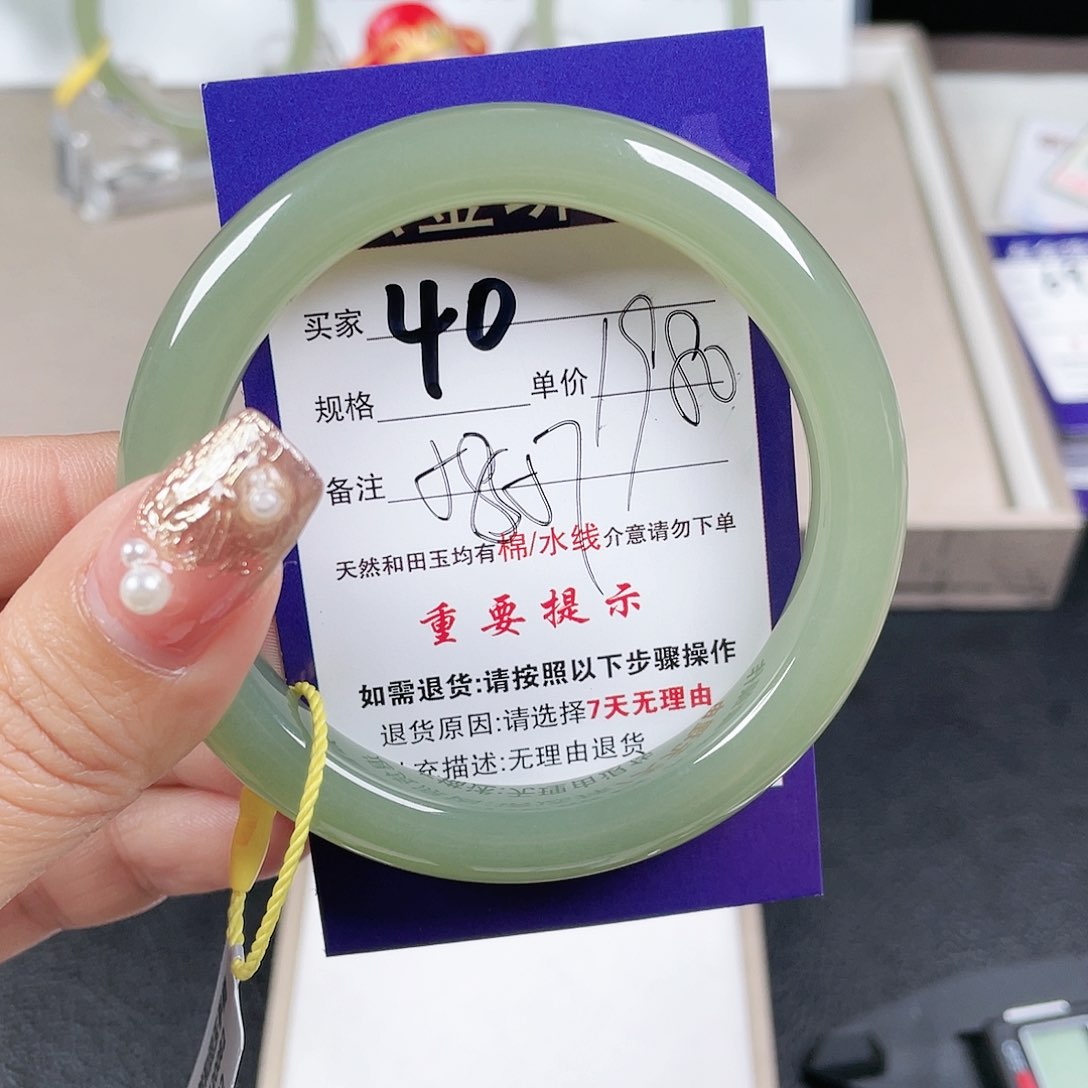 买家 40
规格 单价 1980
备注
天然和田玉均有棉/水线介意请勿下单
重要提示
如需退货:请按照以下步骤操作
退货原因:请选择7天无理由
充描述:无理由退货